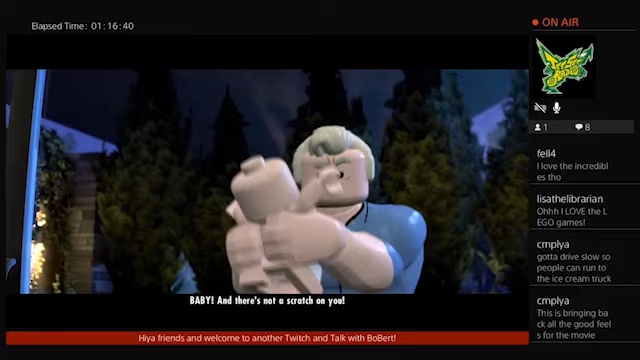 Elapsed Time: 01:16:40
ON AIR
JET SET
RADIO
1
8
fell4
I love the incredibl
es tho
lisathelibrarian
Ohhh I LOVE the L
EGO games!
cmplya
gotta drive slow so
people can run to
the ice cream truck
cmplya
This is bringing ba
ck all the good feel
s for the movie
BABY! And there's not a scratch on you!
Hiya friends and welcome to another Twitch and Talk with BoBert!